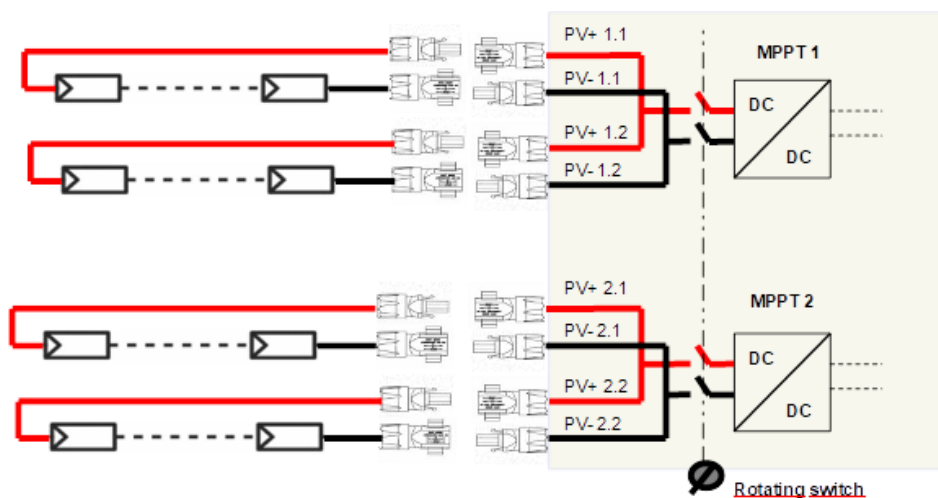 PV+ 1.1
MPPT 1
PV- 1.1
DC
PV+ 1.2
DC
PV- 1.2
PV+ 2.1
MPPT 2
PV- 2.1
DC
PV+ 2.2
DC
PV- 2.2
Rotating switch